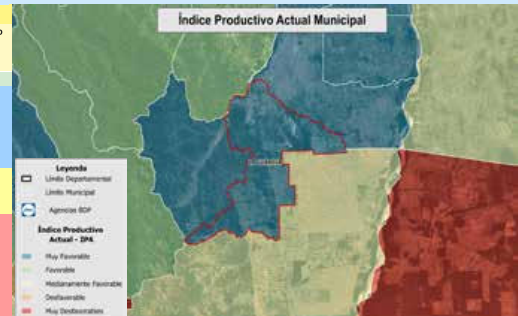 Índice Productivo Actual Municipal
Leyenda
Límite Departamental
Límite Municipal
Agencias BDP
Índice Productivo
Actual - IPA
Muy Favorable
Favorable
Medianamente Favorable
Desfavorable
Muy Desfavorables